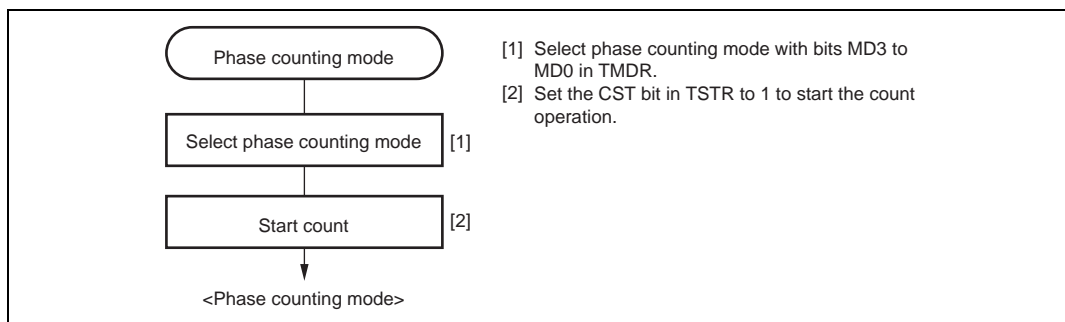 Phase counting mode
Select phase counting mode [1]
Start count [2]
<Phase counting mode>
[1] Select phase counting mode with bits MD3 to
MD0 in TMDR.
[2] Set the CST bit in TSTR to 1 to start the count
operation.